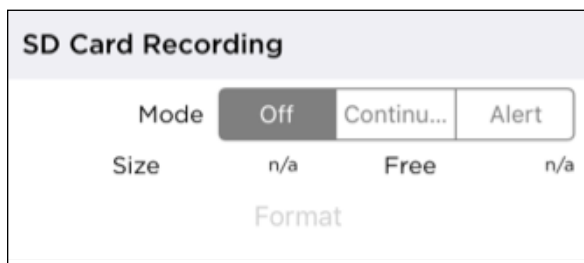 SD Card Recording
Mode Off Continu... Alert
Size n/a Free n/a
Format